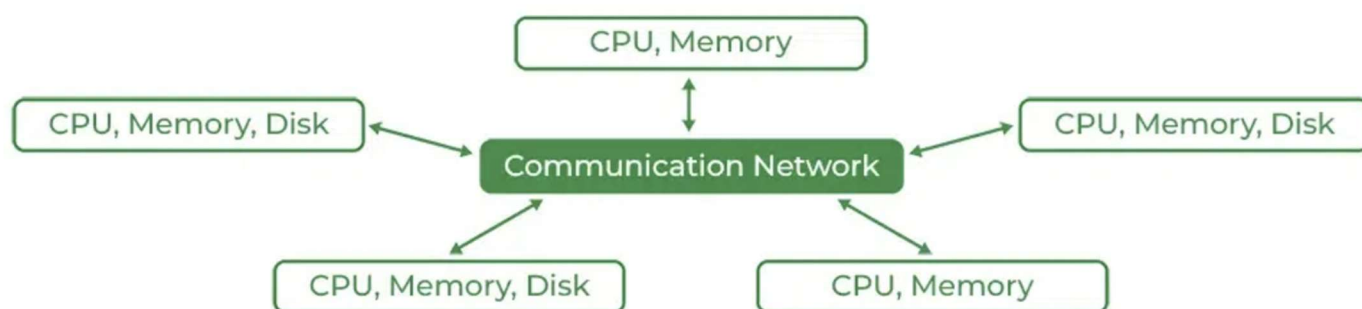 CPU, Memory
CPU, Memory, Disk
CPU, Memory, Disk
Communication Network
CPU, Memory, Disk
CPU, Memory